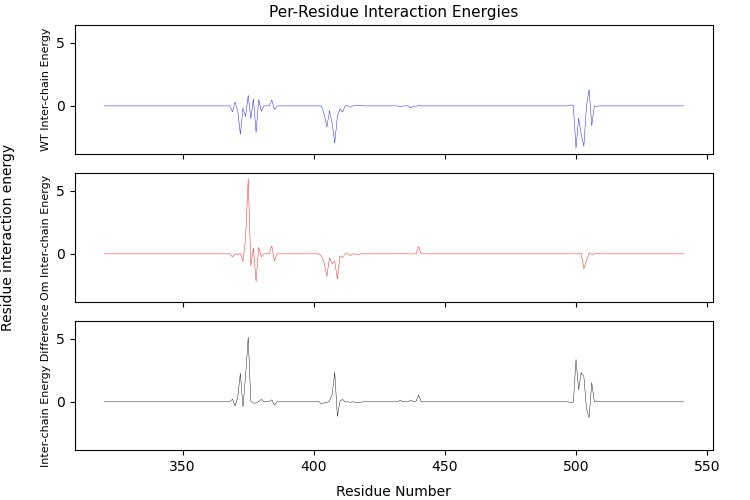 Per-Residue Interaction Energies
Residue interaction energy
WT Inter-chain Energy
5
0
Om Inter-chain Energy
5
0
Inter-chain Energy Difference
5
0
350
400
450
500
550
Residue Number